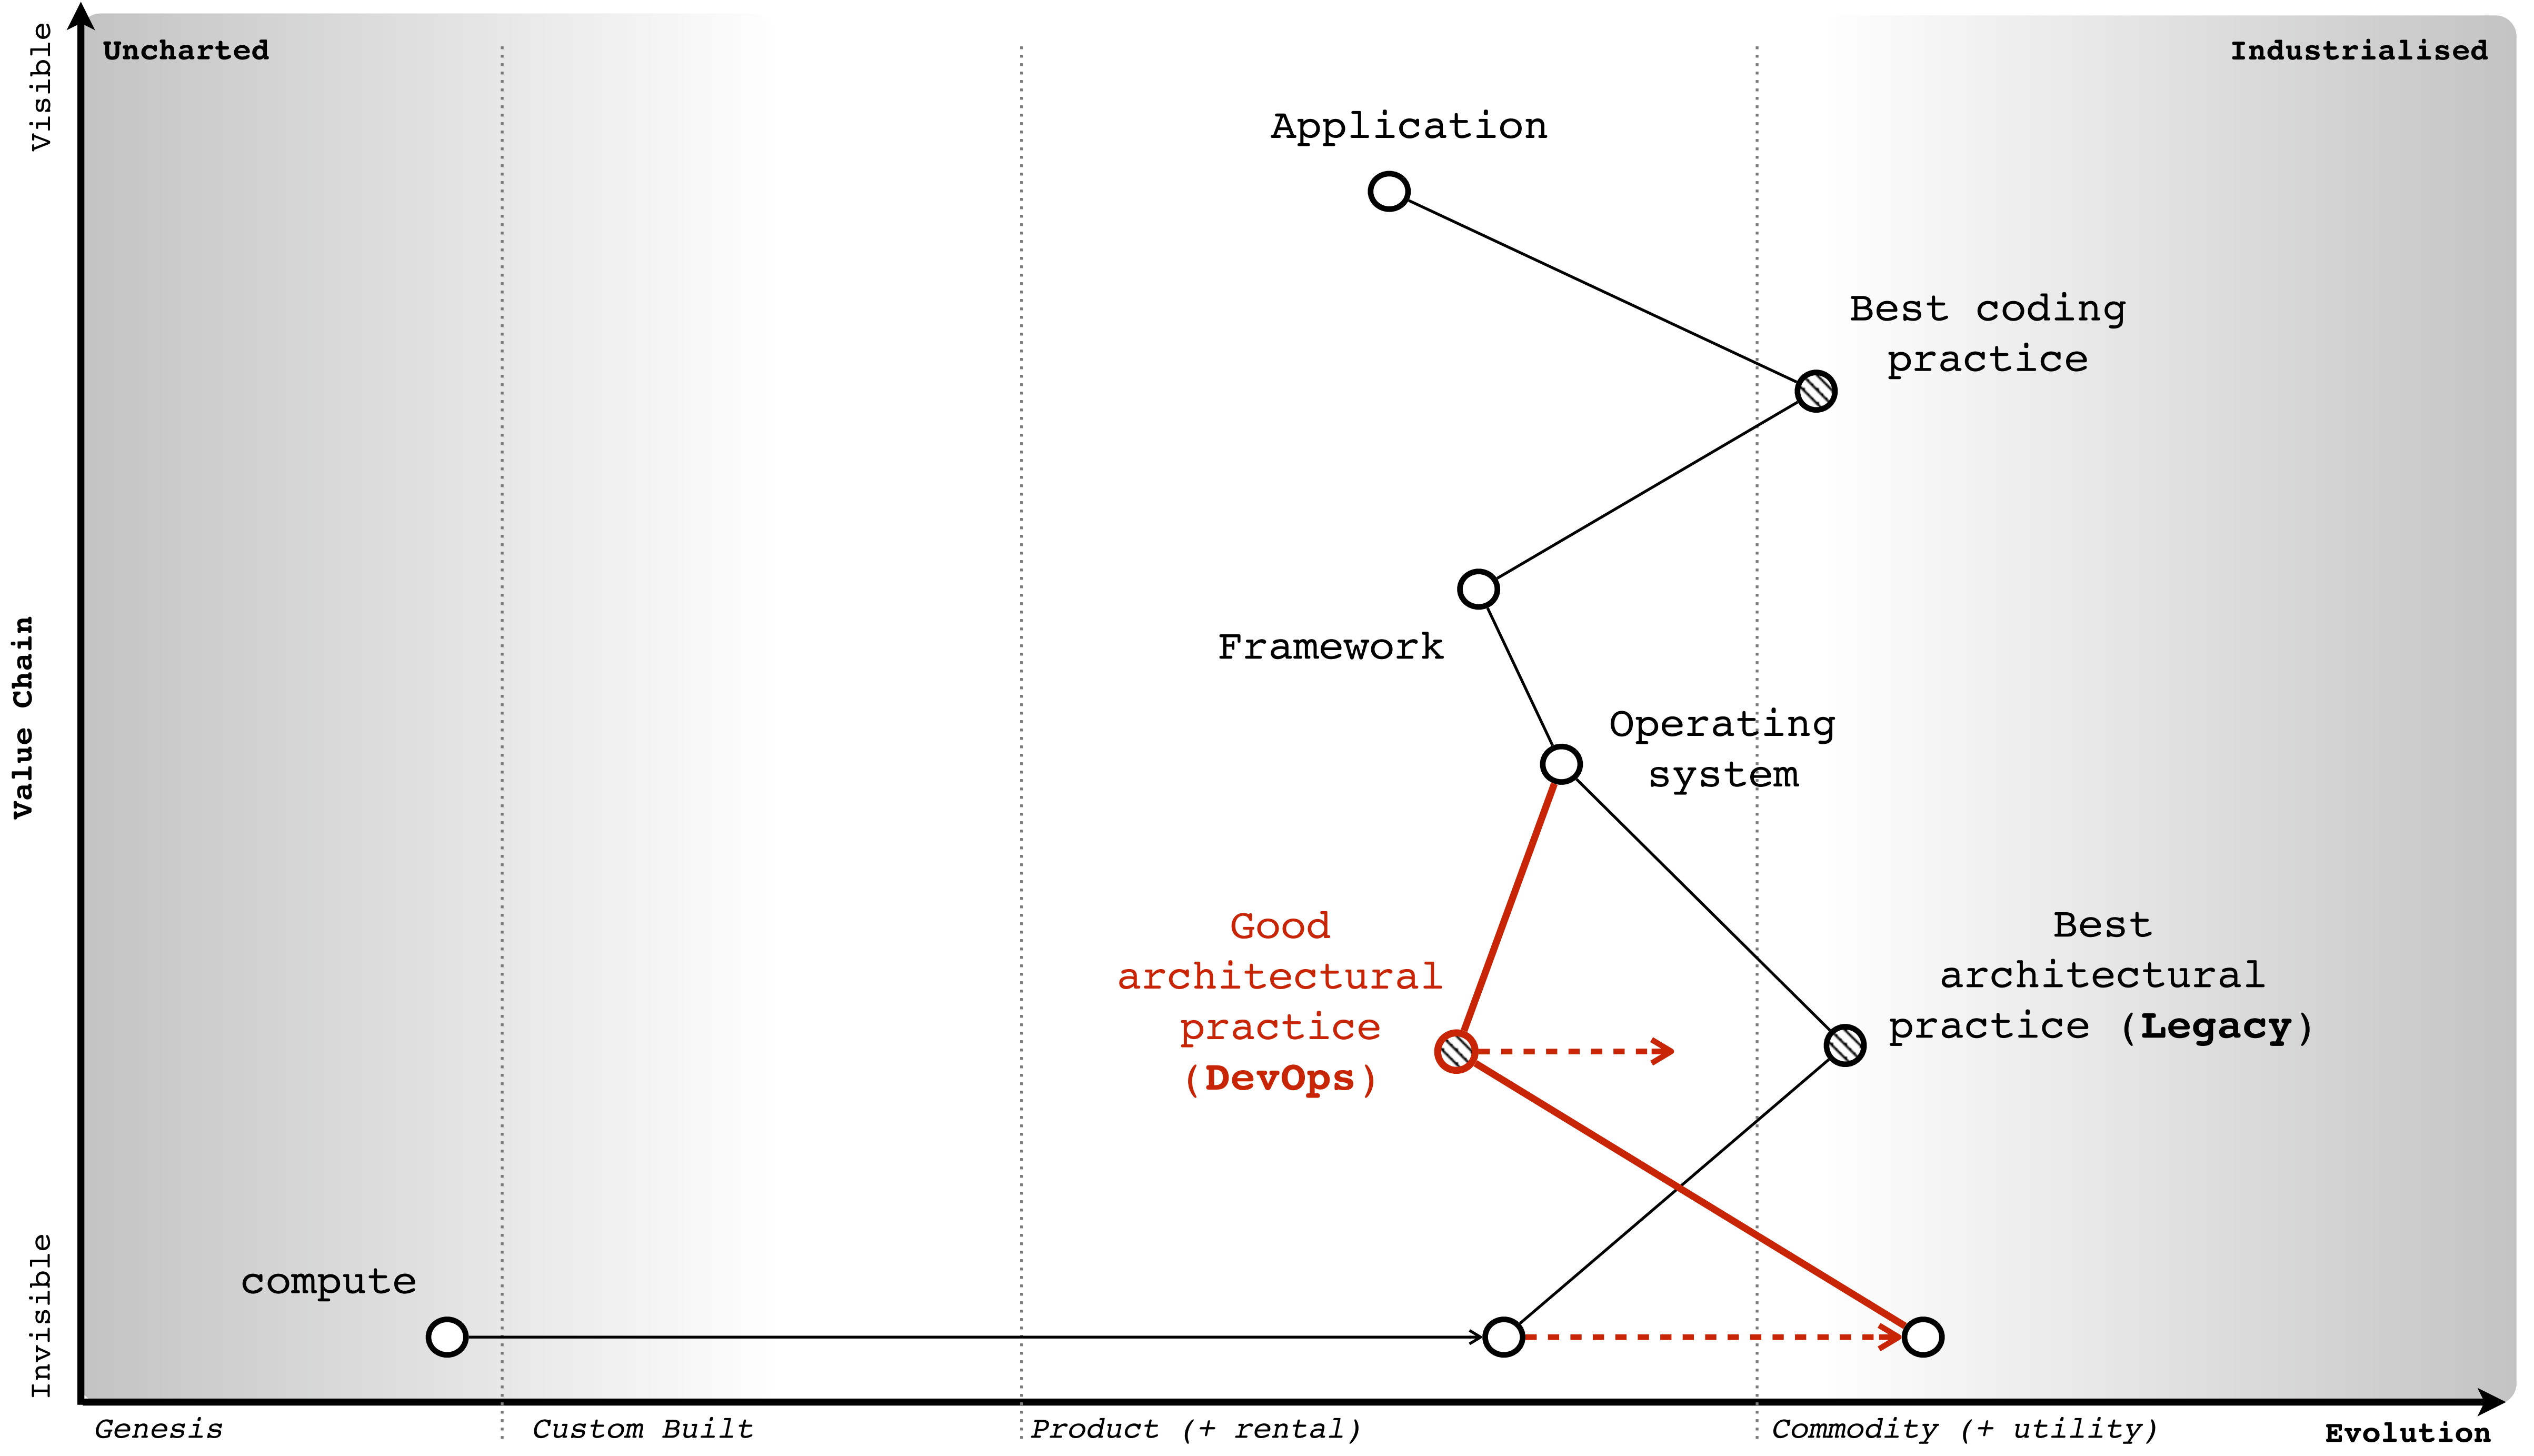 Visible
Uncharted
Industrialised
Application
Best coding
practice
Framework
Value Chain
Operating
system
Good
architectural
practice
(DevOps)
Best
architectural
practice (Legacy)
Invisible
compute
Genesis
Custom Built
Product (+ rental)
Commodity (+ utility)
Evolution